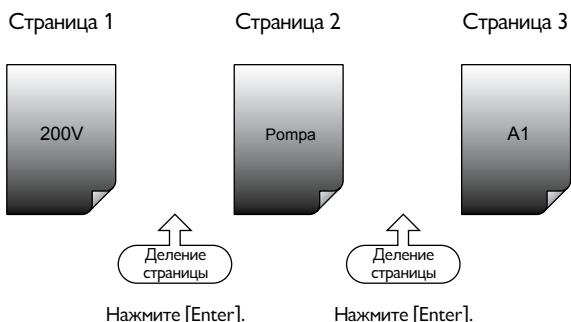 Страница 1
Страница 2
Страница 3
200V
Pompa
A1
Деление
страницы
Деление
страницы
Нажмите [Enter].
Нажмите [Enter].